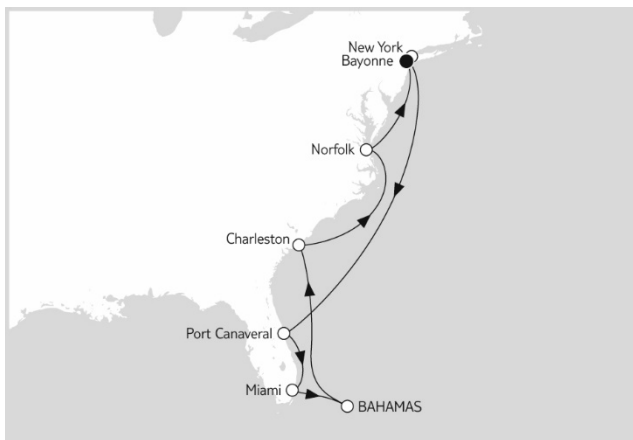 New York
Bayonne
Norfolk
Charleston
Port Canaveral
Miami
BAHAMAS